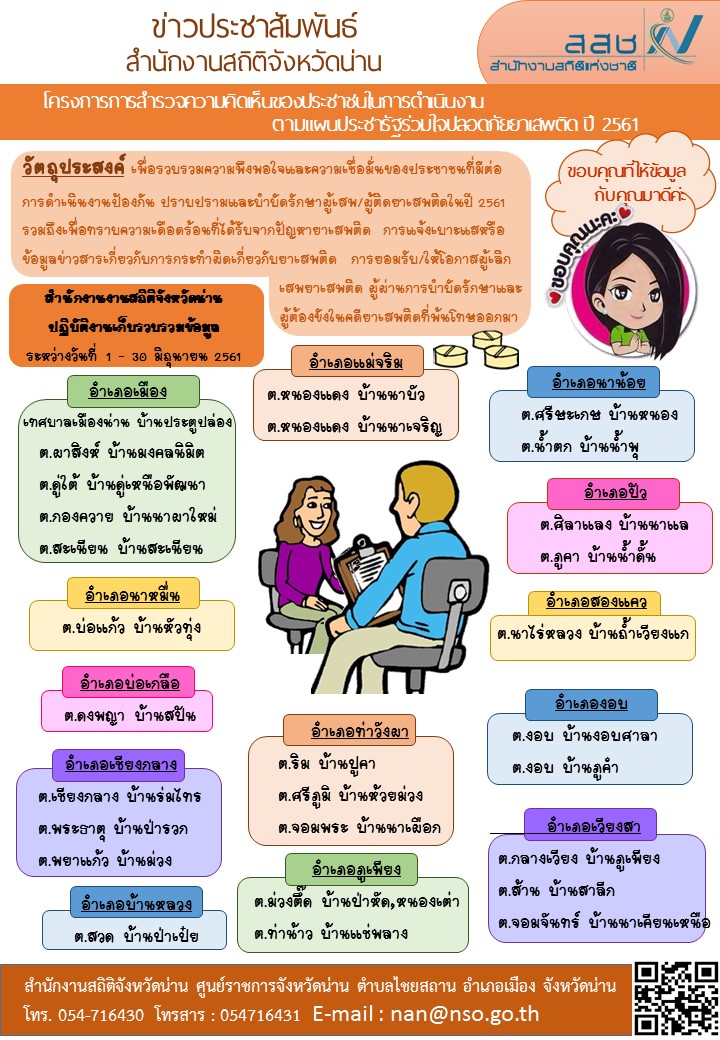 ข่าวประชาสัมพันธ์
สำนักงานสถิติจังหวัดน่าน
สสช
สำนักงานสถิติแห่งชาติ
โครงการการสำรวจความคิดเห็นของประชาชนในการดำเนินงาน
ตามแผนประชารัฐร่วมใจปลอดภัยยาเสพติด ปี 2561
วัตถุประสงค์ เพื่อรวบรวมความพึงพอใจและความเชื่อมั่นของประชาชนที่มีต่อ
การดำเนินงานป้องกัน ปราบปรามและบำบัดรักษาผู้เสพ/ผู้ติดยาเสพติดในปี 2561
รวมถึงเพื่อทราบความเดือดร้อนที่ได้รับจากปัญหายาเสพติด การแจ้งเบาะแสหรือ
ข้อมูลข่าวสารเกี่ยวกับการกระทำผิดเกี่ยวกับยาเสพติด การยอมรับ/ให้โอกาสผู้เลิก
เสพยาเสพติด ผู้ผ่านการบำบัดรักษาและ
ผู้ต้องขังในคดียาเสพติดที่พ้นโทษออกมา
ขอบคุณที่ให้ข้อมูล
กับคุณมาดีค่ะ
ขอบคุณนะคะ
สำนักงานงานสถิติจังหวัดน่าน
ปฏิบัติงานเก็บรวบรวมข้อมูล
ระหว่างวันที่ 1 - 30 มิถุนายน 2561
อำเภอเมือง
เทศบาลเมืองน่าน บ้านประตูปล่อง
ต.ผาสิงห์ บ้านมงคลนิมิต
ต.ดู่ใต้ บ้านดู่เหนือพัฒนา
ต.กองควาย บ้านนาผาใหม่
ต.สะเนียน บ้านสะเนียน
อำเภอแม่จริม
ต.หนองแดง บ้านนาบัว
ต.หนองแดง บ้านนาเจริญ
อำเภอนาน้อย
ต.ศรีษะเกษ บ้านหนอง
ต.น้ำตก บ้านน้ำพุ
อำเภอปัว
ต.ศิลาแลง บ้านนาแล
ต.ภูคา บ้านน้ำดั้น
อำเภอนาหมื่น
ต.บ่อแก้ว บ้านหัวทุ่ง
อำเภอสองแคว
ต.นาไร่หลวง บ้านถ้ำเวียงแก
อำเภอบ่อเกลือ
ต.ดงพญา บ้านสปัน
อำเภองอบ
ต.งอบ บ้านงอบศาลา
ต.งอบ บ้านภูคำ
อำเภอท่าวังผา
ต.ริม บ้านปูคา
ต.ศรีภูมิ บ้านห้วยม่วง
ต.จอมพระ บ้านนาเผือก
อำเภอเชียงกลาง
ต.เชียงกลาง บ้านร่มไทร
ต.พระธาตุ บ้านป่ารวก
ต.พยาแก้ว บ้านม่วง
อำเภอเวียงสา
ต.กลางเวียง บ้านภูเพียง
ต.ส้าน บ้านสาลีก
ต.จอมจันทร์ บ้านนาเคียนเหนือ
อำเภอภูเพียง
ต.ม่วงตึ๊ด บ้านป่าหัด,หนองเต่า
ต.ท่าน้าว บ้านแช่พลาง
อำเภอบ้านหลวง
ต.สวด บ้านป่าเป๋ย
สำนักงานสถิติจังหวัดน่าน ศูนย์ราชการจังหวัดน่าน ตำบลไชยสถาน อำเภอเมือง จังหวัดน่าน
โทร. 054-716430 โทรสาร : 054716431 E-mail : nan@nso.go.th